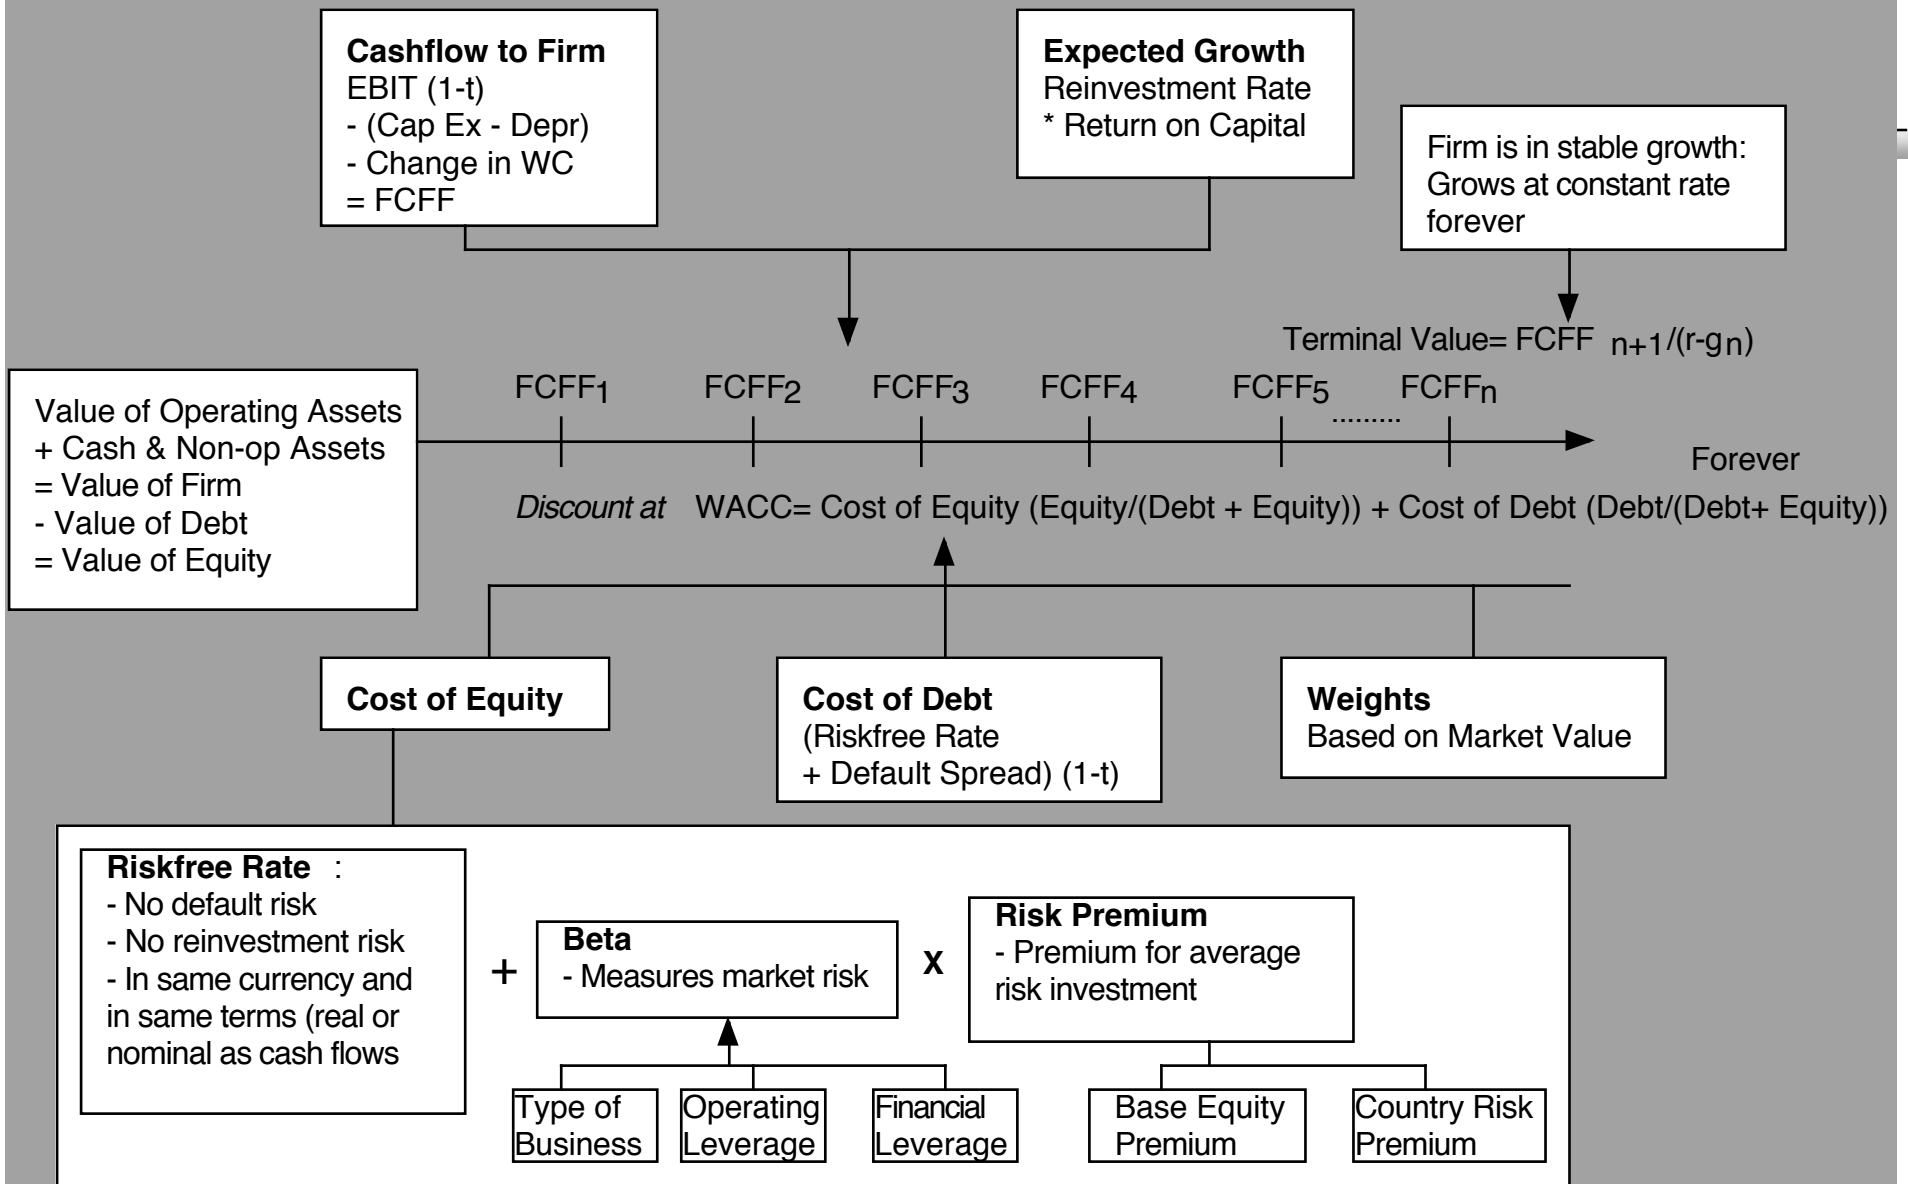 Cashflow to Firm
EBIT (1-t)
- (Cap Ex - Depr)
- Change in WC
= FCFF
Expected Growth
Reinvestment Rate
* Return on Capital
Firm is in stable growth:
Grows at constant rate
forever
Terminal Value= FCFF n+1/(r-gn)
FCFF1 FCFF2 FCFF3 FCFF4 FCFF5 ......... FCFFn
Forever
Value of Operating Assets
+ Cash & Non-op Assets
= Value of Firm
- Value of Debt
= Value of Equity
Discount at WACC= Cost of Equity (Equity/(Debt + Equity)) + Cost of Debt (Debt/(Debt+ Equity))
Cost of Equity
Cost of Debt
(Riskfree Rate
+ Default Spread) (1-t)
Weights
Based on Market Value
Riskfree Rate :
- No default risk
- No reinvestment risk
- In same currency and
in same terms (real or
nominal as cash flows
+
Beta
- Measures market risk
X
Risk Premium
- Premium for average
risk investment
Type of
Business
Operating
Leverage
Financial
Leverage
Base Equity
Premium
Country Risk
Premium